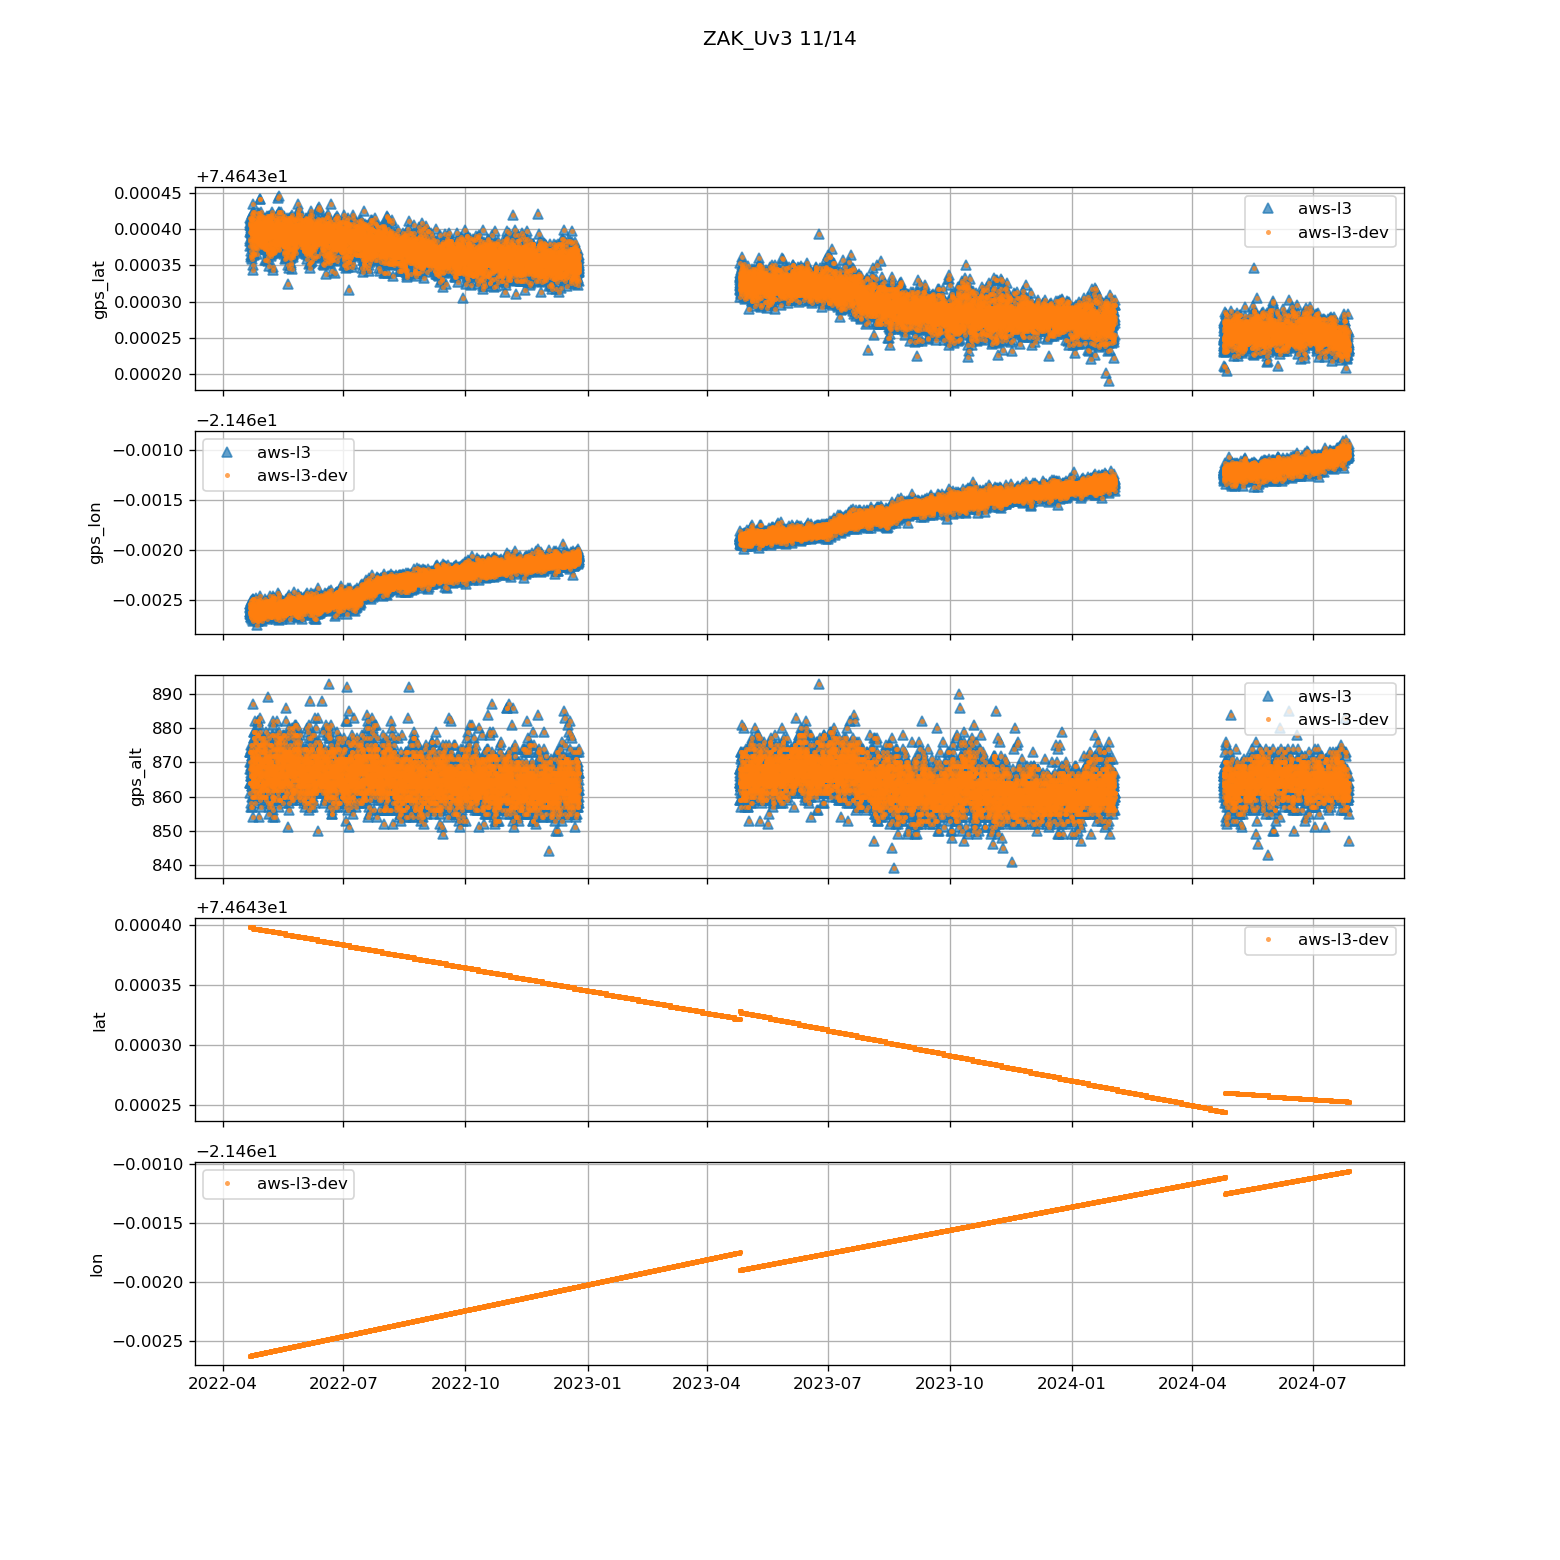 ZAK_Uv3 11/14
+7.4643e1
0.00045
0.00040
0.00035
0.00030
0.00025
0.00020
gps_lat
aws-l3
aws-l3-dev
−2.146e1
−0.0010
−0.0015
−0.0020
−0.0025
gps_lon
aws-l3
aws-l3-dev
890
880
870
860
850
840
gps_alt
aws-l3
aws-l3-dev
+7.4643e1
0.00040
0.00035
0.00030
0.00025
lat
aws-l3-dev
−2.146e1
−0.0010
−0.0015
−0.0020
−0.0025
lon
aws-l3-dev
2022-04 2022-07 2022-10 2023-01 2023-04 2023-07 2023-10 2024-01 2024-04 2024-07